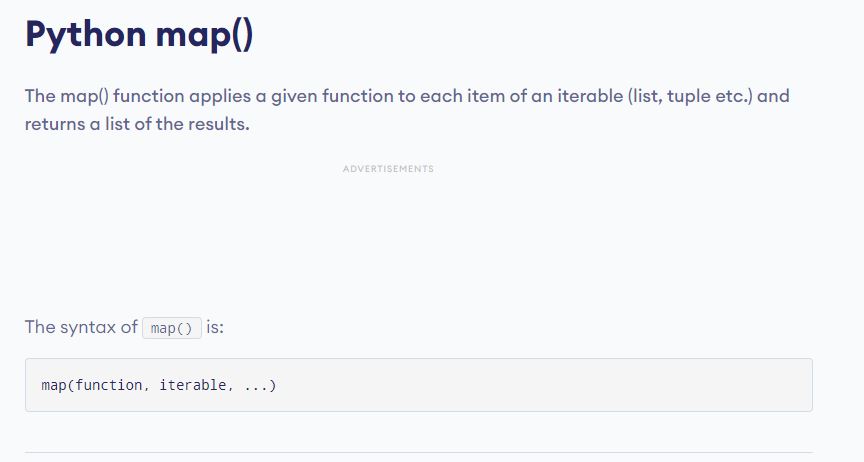 Python map()
The map() function applies a given function to each item of an iterable (list, tuple etc.) and
returns a list of the results.
ADVERTISEMENTS
The syntax of map() is:
map(function, iterable, ...)